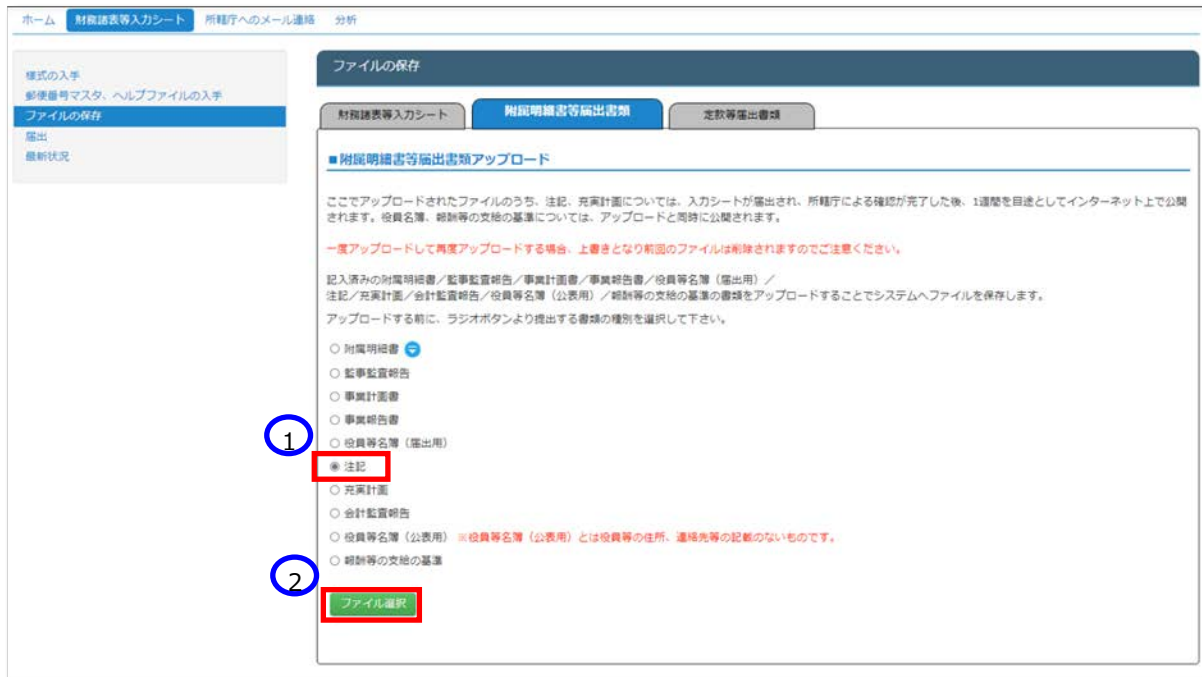 ホーム 財務諸表等入力シート 所轄庁へのメール連絡 分析
様式の入手
郵便番号マスタ、ヘルプファイルの入手
ファイルの保存
届出
最新状況
ファイルの保存
財務諸表等入力シート 附属明細書等届出書類 定款等届出書類
■附属明細書等届出書類アップロード
ここでアップロードされたファイルのうち、注記、充実計画については、入力シートが届出され、所轄庁による確認が完了した後、1週間を目途としてインターネット上で公開
されます。役員名簿、報酬等の支給の基準については、アップロードと同時に公開されます。
一度アップロードして再度アップロードする場合、上書きとなり前回のファイルは削除されますのでご注意ください。
記入済みの附属明細書／監事監査報告／事業計画書／事業報告書／役員等名簿（届出用）／
注記／充実計画／会計監査報告／役員等名簿（公表用）／報酬等の支給の基準の書類をアップロードすることでシステムへファイルを保存します。
アップロードする前に、ラジオボタンより提出する書類の種別を選択して下さい。
附属明細書
監事監査報告
事業計画書
事業報告書
1
役員等名簿（届出用）
注記
充実計画
会計監査報告
役員等名簿（公表用） ※役員等名簿（公表用）とは役員等の住所、連絡先等の記載のないものです。
報酬等の支給の基準
2
ファイル選択